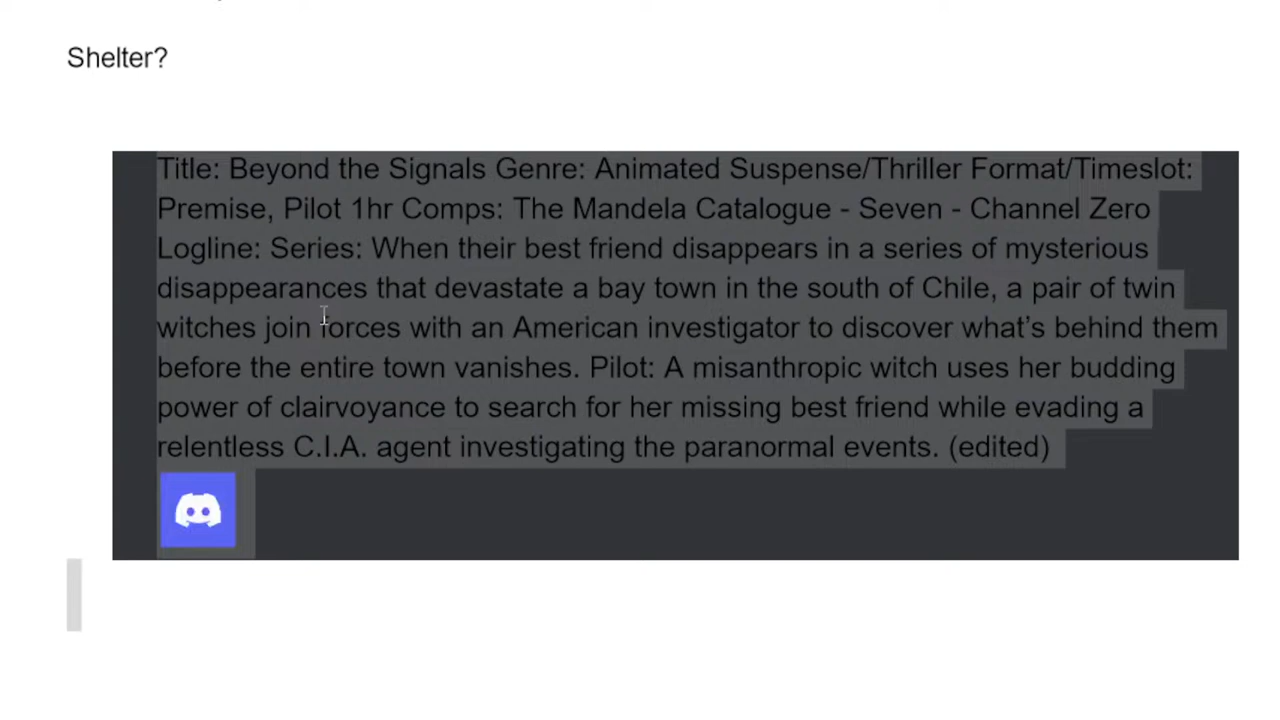 Shelter?
Title: Beyond the Signals Genre: Animated Suspense/Thriller Format/Timeslot:
Premise, Pilot 1hr Comps: The Mandela Catalogue - Seven - Channel Zero
Logline: Series: When their best friend disappears in a series of mysterious
disappearances that devastate a bay town in the south of Chile, a pair of twin
witches join forces with an American investigator to discover what’s behind them
before the entire town vanishes. Pilot: A misanthropic witch uses her budding
power of clairvoyance to search for her missing best friend while evading a
relentless C.I.A. agent investigating the paranormal events. (edited)